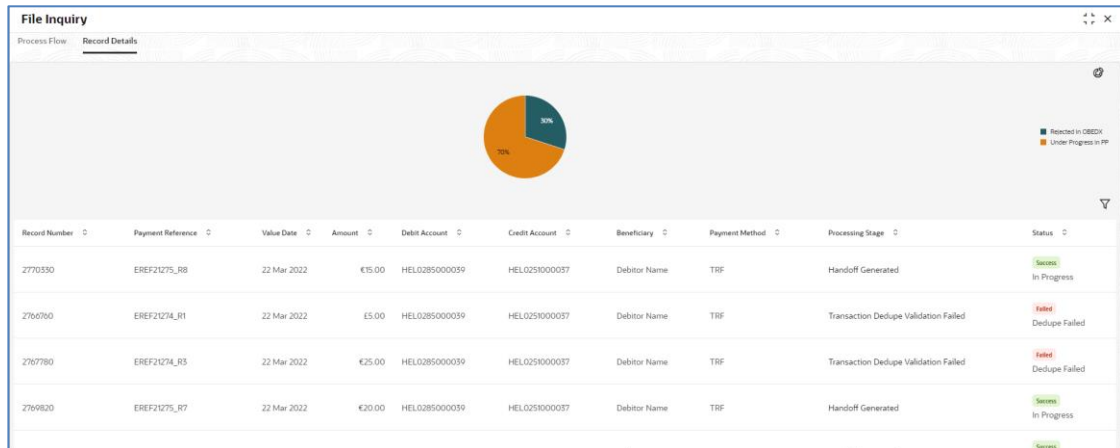 File Inquiry
Process Flow Record Details
30%
70%
Rejected in OBEDX
Under Progress in PP
Record Number Payment Reference Value Date Amount Debit Account Credit Account Beneficiary Payment Method Processing Stage Status
2770330 EREF21275_R8 22 Mar 2022 €15.00 HEL0285000039 HEL0251000037 Debitor Name TRF Handoff Generated Success
In Progress
2766760 EREF21274_R1 22 Mar 2022 £5.00 HEL0285000039 HEL0251000037 Debitor Name TRF Transaction Dedupe Validation Failed Failed
Dedupe Failed
2767780 EREF21274_R3 22 Mar 2022 €25.00 HEL0285000039 HEL0251000037 Debitor Name TRF Transaction Dedupe Validation Failed Failed
Dedupe Failed
2769820 EREF21275_R7 22 Mar 2022 €20.00 HEL0285000039 HEL0251000037 Debitor Name TRF Handoff Generated Success
In Progress
Success